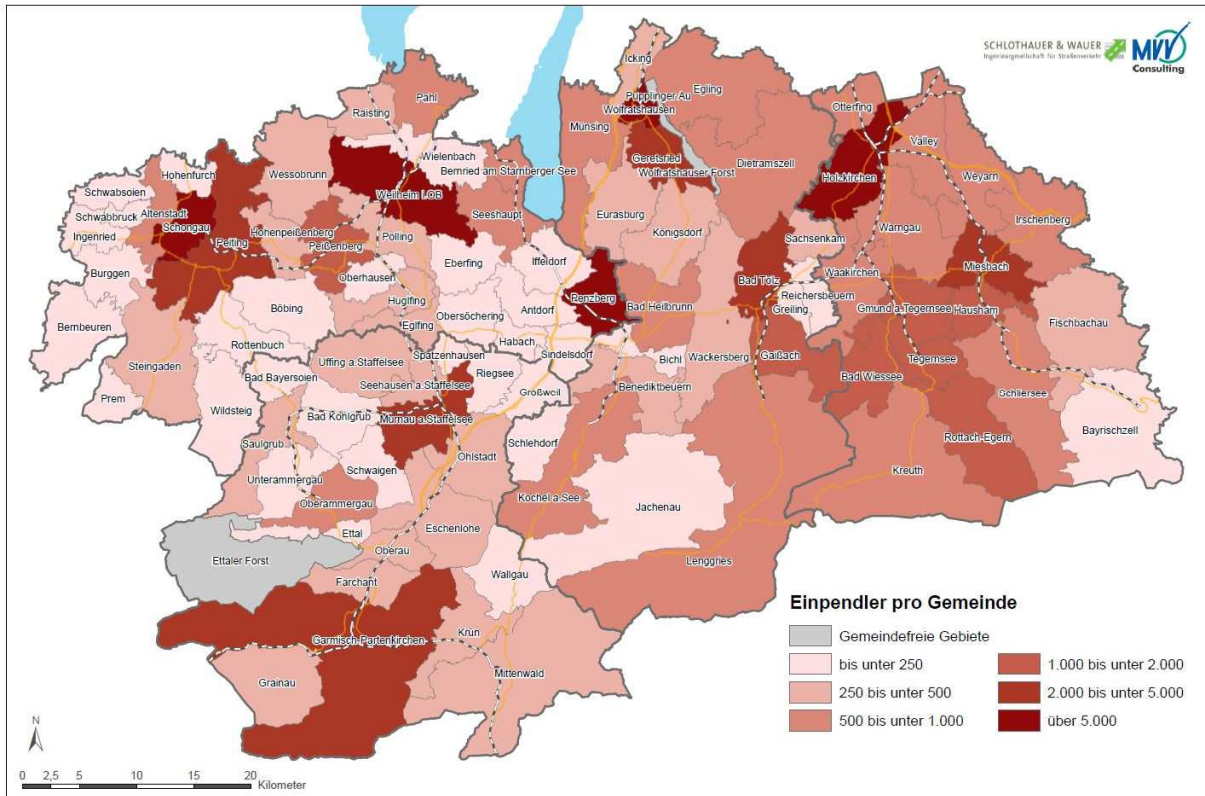 SCHLOTHAUER & WAUER
Ingenieurgesellschaft für Straßenverkehr
MVV
Consulting
Icking
Pupplinger Au
Wolfratshausen
Egling
Pähl
Raisting
Otterfing
Münsing
Valley
Wielenbach
Geretsried
Dietramszell
Hohenfurch
Wessobrunn
Bernried am Starnberger See
Wolfratshauser Forst
Holzkirchen
Weyarn
Schwabsoien
Weilheim i.OB
Schwabbruck
Altenstadt
Seeshaupt
Eurasburg
Irschenberg
Schongau
Hohenpeißenberg
Polling
Königsdorf
Sachsenkam
Warngau
Ingenried
Peiting
Peißenberg
Eberfing
Iffeldorf
Miesbach
Burggen
Oberhausen
Bad Tölz
Waakirchen
Penzberg
Reichersbeuern
Huglfing
Antdorf
Bad Heilbrunn
Greiling
Gmund a.Tegernsee
Hausham
Böbing
Obersöchering
Fischbachau
Bernbeuren
Eglfing
Habach
Rottenbuch
Spatzenhausen
Sindelsdorf
Bichl
Wackersberg
Gaißach
Tegernsee
Steingaden
Uffing a.Staffelsee
Riegsee
Bad Bayersoien
Seehausen a.Staffelsee
Benediktbeuern
Bad Wiessee
Großweil
Schliersee
Prem
Wildsteig
Bad Kohlgrub
Murnau a.Staffelsee
Bayrischzell
Saulgrub
Schlehdorf
Rottach-Egern
Ohlstadt
Schwaigen
Kreuth
Unterammergau
Oberammergau
Kochel a.See
Jachenau
Eschenlohe
Ettal
Oberau
Ettaler Forst
Lenggries
Wallgau
Farchant
Garmisch-Partenkirchen
Krün
Mittenwald
Grainau
Einpendler pro Gemeinde
Gemeindefreie Gebiete
bis unter 250
1.000 bis unter 2.000
250 bis unter 500
2.000 bis unter 5.000
500 bis unter 1.000
über 5.000
N
0 2,5 5 10 15 20
Kilometer